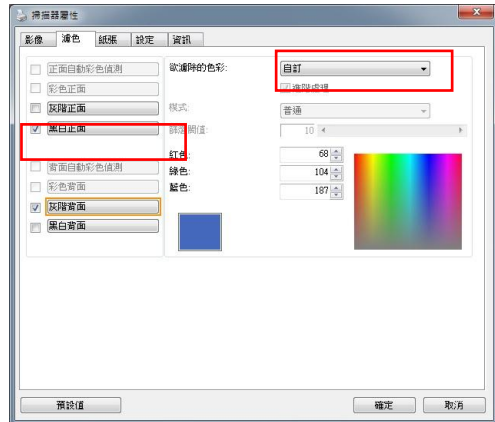 掃描器屬性
影像 濾色 紙張 設定 資訊
正面自動彩色偵測
彩色正面
灰階正面
黑白正面
背面自動彩色偵測
彩色背面
灰階背面
黑白背面
欲濾除的色彩: 自訂
進階處理
模式: 普通
篩選閾值: 10
紅色: 68
綠色: 104
藍色: 187
預設值 確定 取消